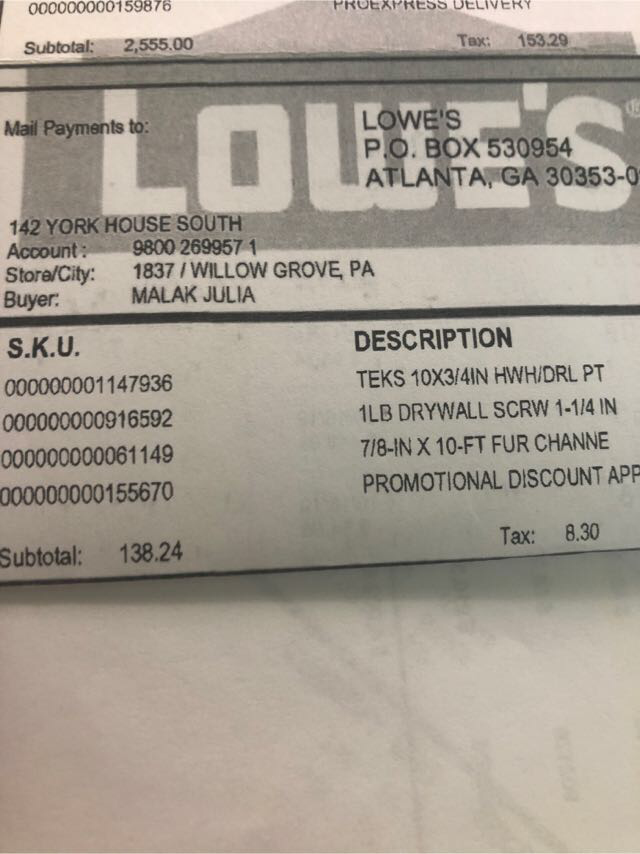 000000000159876 PROEXPRESS DELIVERY
Subtotal: 2,555.00 Tax: 153.29
LOWE'S®
Mail Payments to: LOWE'S
P.O. BOX 530954
ATLANTA, GA 30353-0
142 YORK HOUSE SOUTH
Account : 9800 269957 1
Store/City: 1837 / WILLOW GROVE, PA
Buyer: MALAK JULIA
S.K.U. DESCRIPTION
000000001147936 TEKS 10X3/4IN HWH/DRL PT
000000000916592 1LB DRYWALL SCRW 1-1/4 IN
000000000061149 7/8-IN X 10-FT FUR CHANNE
000000000155670 PROMOTIONAL DISCOUNT APP
Subtotal: 138.24 Tax: 8.30